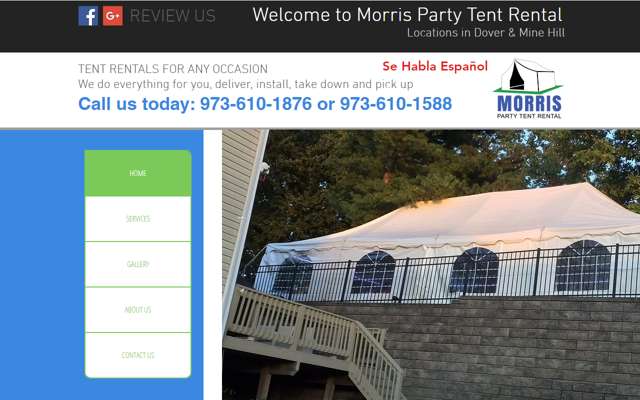 REVIEW US
Welcome to Morris Party Tent Rental
Locations in Dover & Mine Hill
TENT RENTALS FOR ANY OCCASION
Se Habla Español
We do everything for you, deliver, install, take down and pick up
Call us today: 973-610-1876 or 973-610-1588
MORRIS
PARTY TENT RENTAL
HOME
SERVICES
GALLERY
ABOUT US
CONTACT US